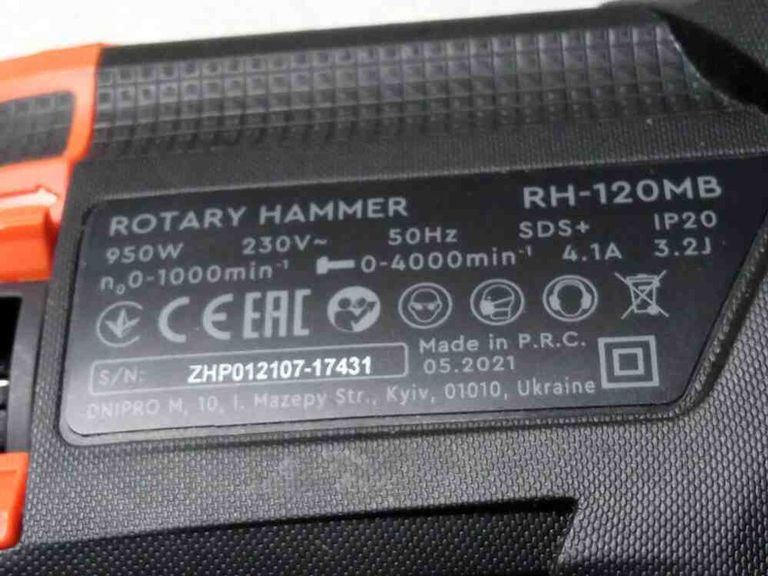 ROTARY HAMMER RH-120MB
950W 230V~ 50Hz SDS+ IP20
n₀0-1000min⁻¹ 0-4000min⁻¹ 4.1A 3.2J
CE EAC
Made in P.R.C.
S/N: ZHP012107-17431 05.2021
DNIPRO M, 10, I. Mazepy Str., Kyiv, 01010, Ukraine